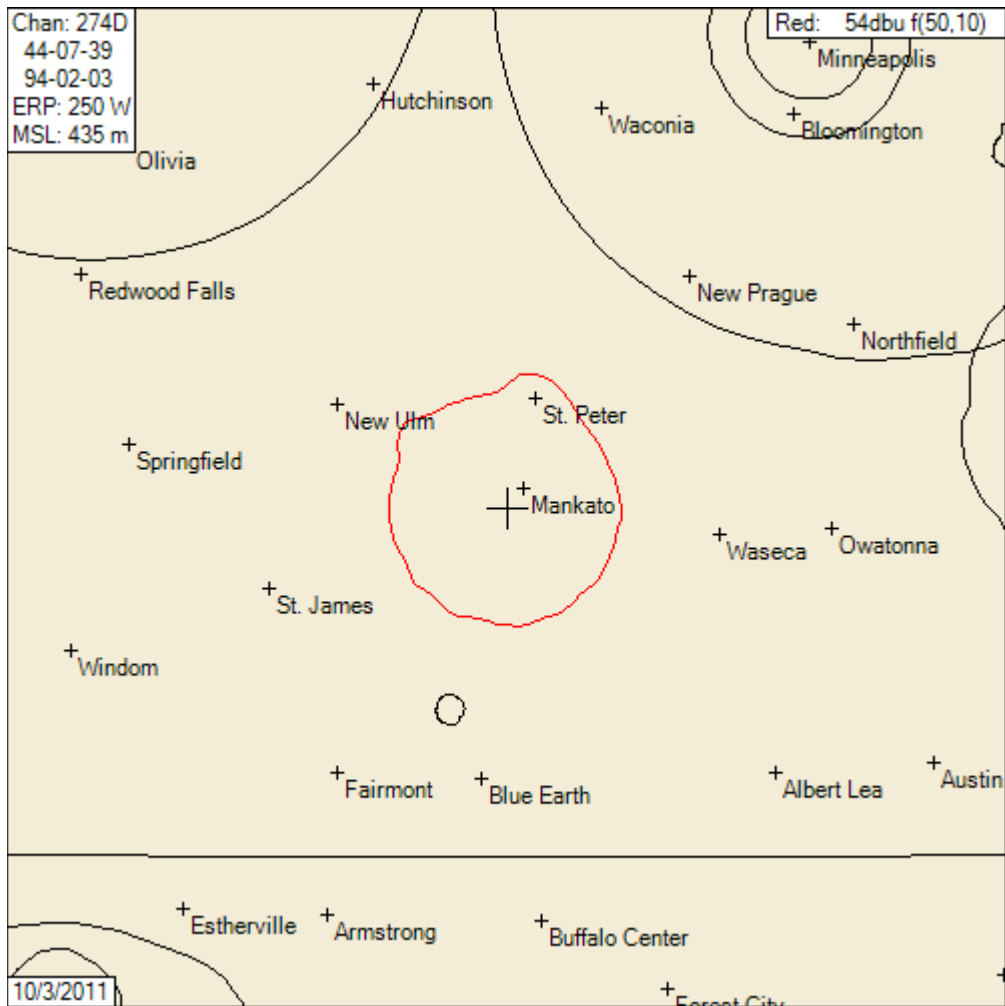 Chan: 274D
44-07-39
94-02-03
ERP: 250 W
MSL: 435 m
Red: 54dbu f(50,10)
Minneapolis
Hutchinson
Waconia
Bloomington
Olivia
Redwood Falls
New Prague
Northfield
New Ulm
St. Peter
Springfield
Mankato
Waseca
Owatonna
St. James
Windom
Fairmont
Blue Earth
Albert Lea
Austin
Estherville
Armstrong
Buffalo Center
10/3/2011
Forest City